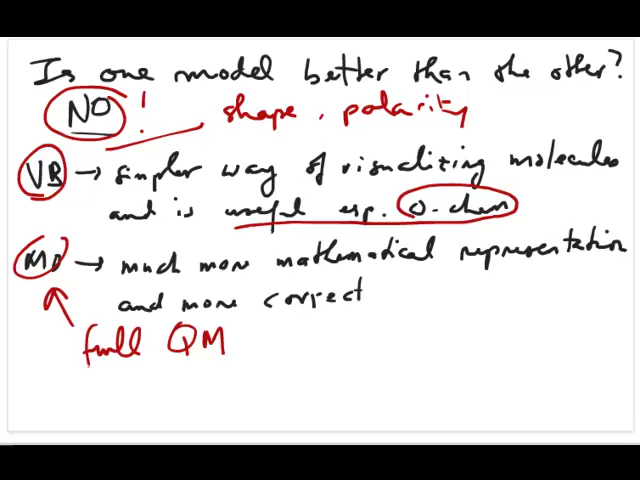 Is one model better than the other?
NO! shape, polarity
VB → simpler way of visualizing molecules
and is useful esp. O-chem
MO → much more mathematical representation
and more correct
full QM